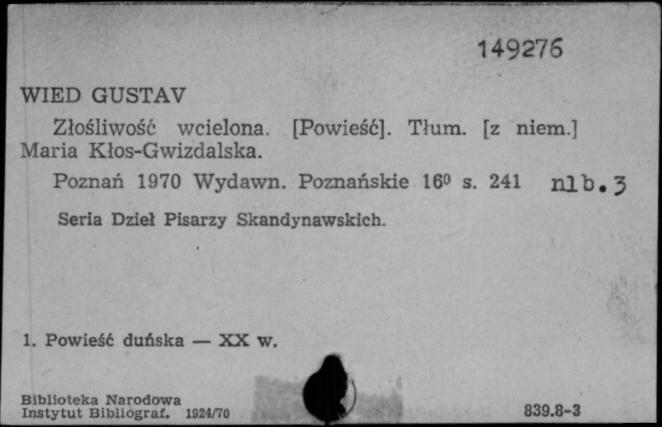 149276
WIED GUSTAV
Złośliwość wcielona. [Powieść]. Tłum. [z niem.]
Maria Kłos-Gwizdalska.
Poznań 1970 Wydawn. Poznańskie 16⁰ s. 241 nlb. 3
Seria Dzieł Pisarzy Skandynawskich.
1. Powieść duńska — XX w.
Biblioteka Narodowa
Instytut Bibliograf. 1924/70 839.8-3